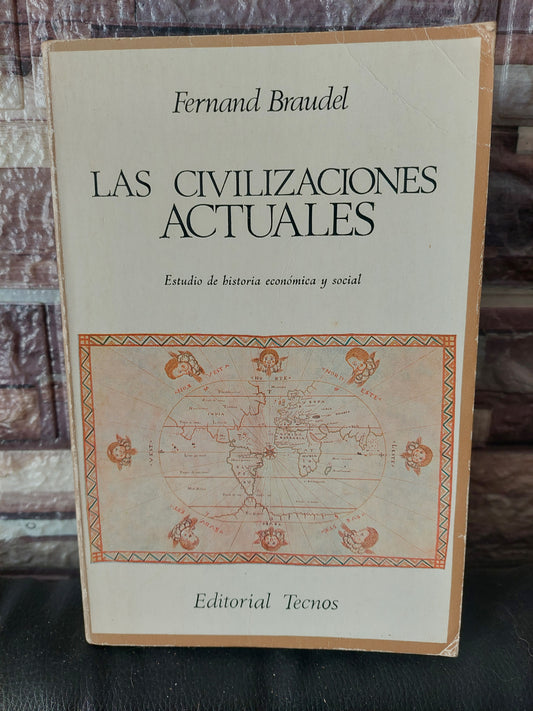 Fernand Braudel
LAS CIVILIZACIONES
ACTUALES
Estudio de historia económica y social
Editorial Tecnos